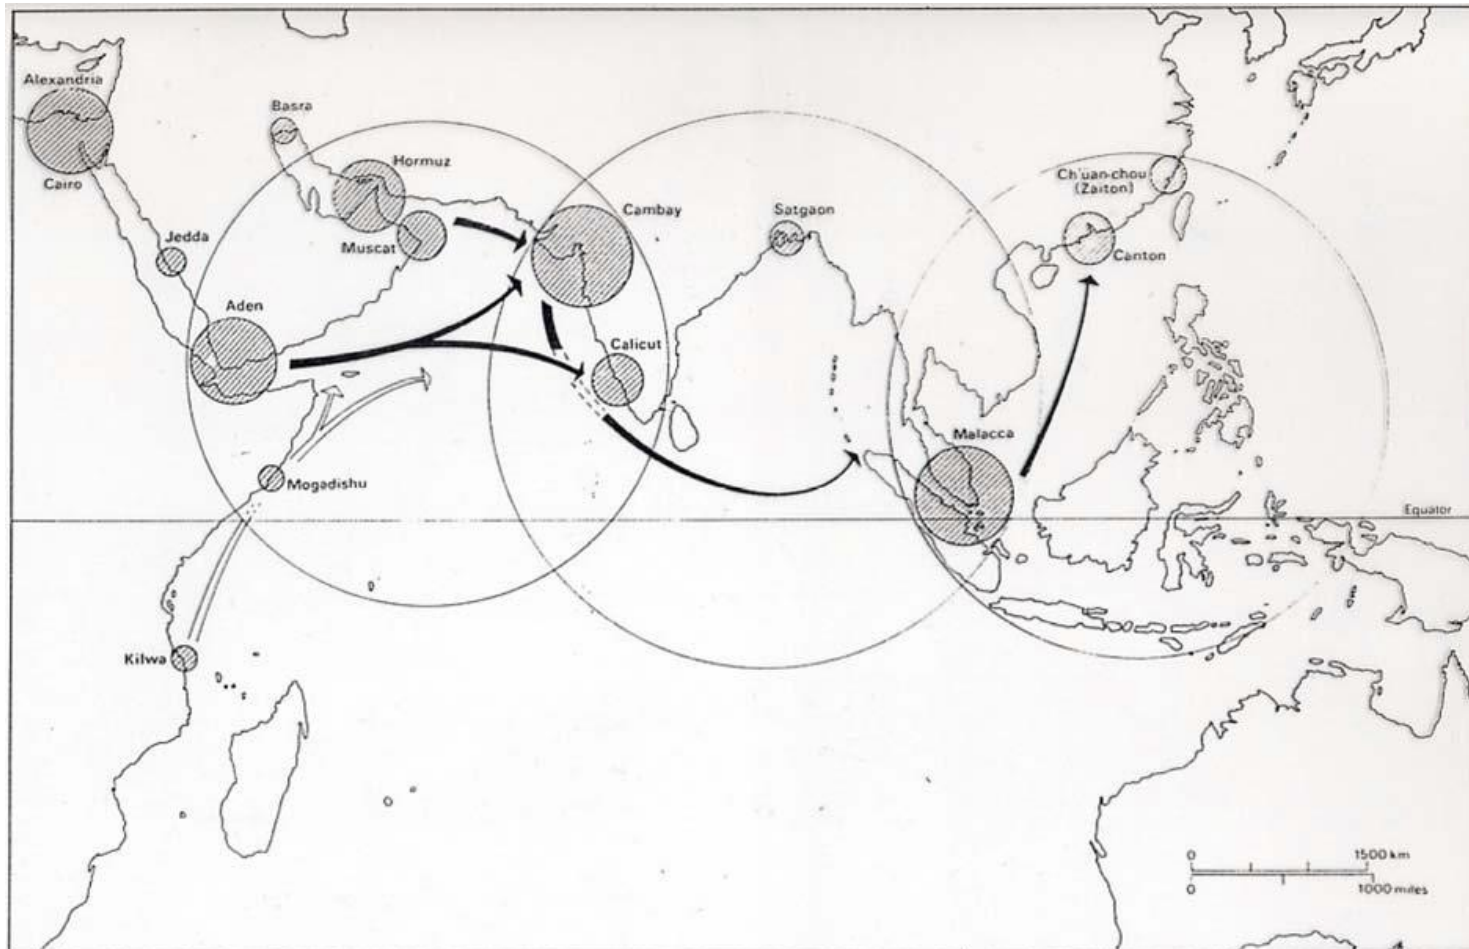 Alexandria
Cairo
Basra
Hormuz
Muscat
Jedda
Aden
Cambay
Calicut
Satgaon
Ch'uan-chou
(Zaiton)
Canton
Malacca
Mogadishu
Equator
Kilwa
0 1500 km
0 1000 miles